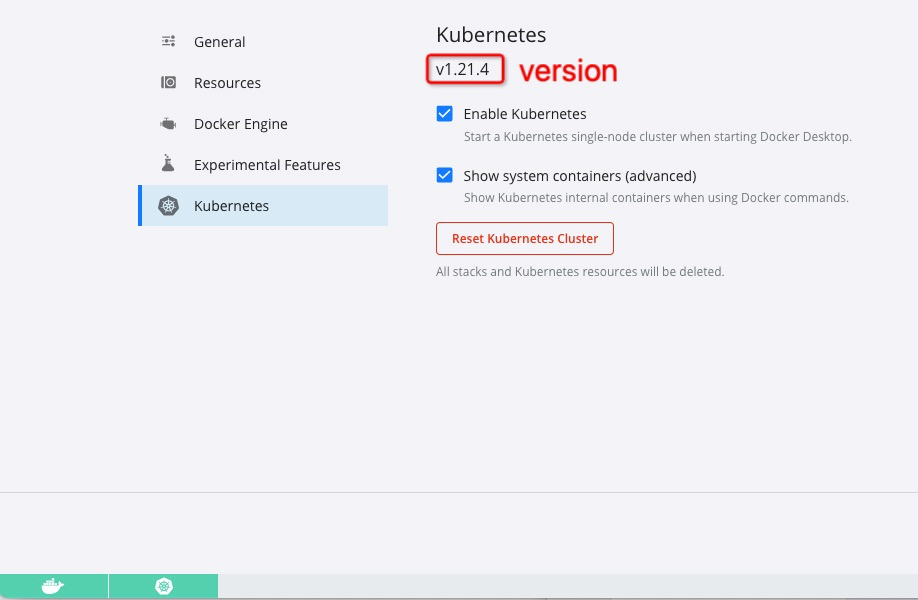 General
Resources
Docker Engine
Experimental Features
Kubernetes
Kubernetes
v1.21.4 version
Enable Kubernetes
Start a Kubernetes single-node cluster when starting Docker Desktop.
Show system containers (advanced)
Show Kubernetes internal containers when using Docker commands.
Reset Kubernetes Cluster
All stacks and Kubernetes resources will be deleted.